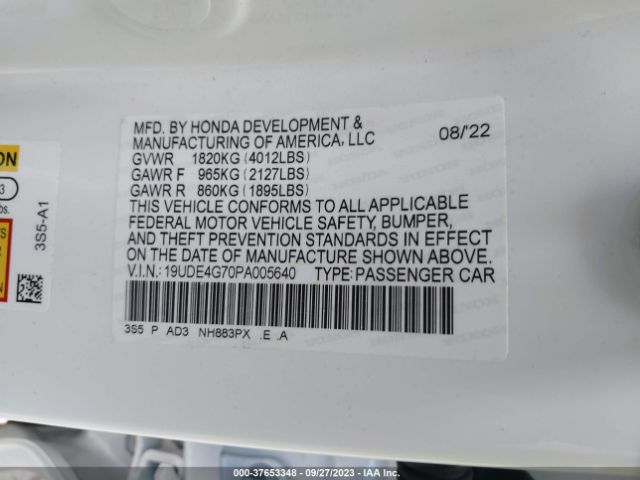 MFD. BY HONDA DEVELOPMENT &
MANUFACTURING OF AMERICA, LLC 08/'22
GVWR 1820KG (4012LBS)
GAWR F 965KG (2127LBS)
GAWR R 860KG (1895LBS)
THIS VEHICLE CONFORMS TO ALL APPLICABLE
FEDERAL MOTOR VEHICLE SAFETY, BUMPER,
AND THEFT PREVENTION STANDARDS IN EFFECT
ON THE DATE OF MANUFACTURE SHOWN ABOVE.
V.I.N.: 19UDE4G70PA005640 TYPE: PASSENGER CAR
3S5 P AD3 NH883PX .E .A
3S5-A1
000-37653348 - 09/27/2023 - IAA Inc.